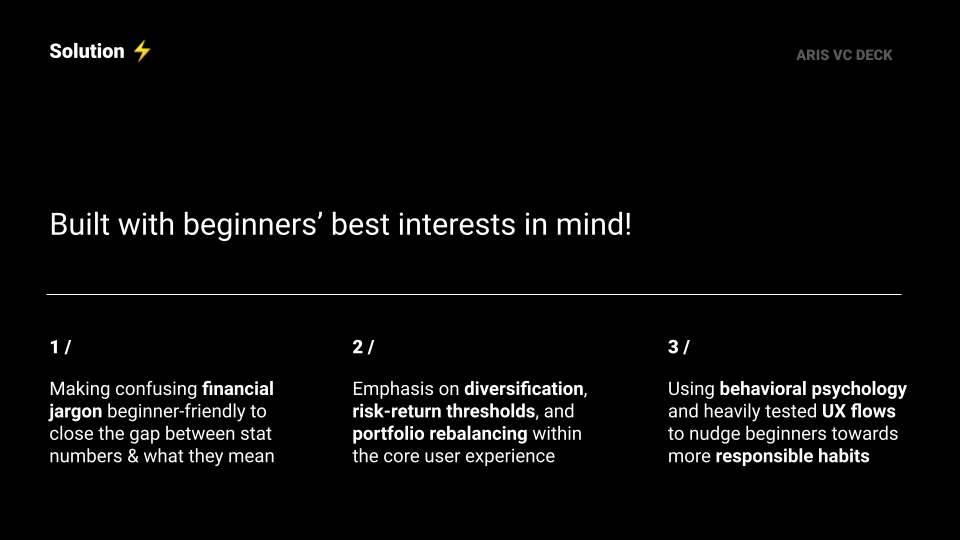 Solution ⚡
ARIS VC DECK
Built with beginners’ best interests in mind!
1 /
Making confusing financial
jargon beginner-friendly to
close the gap between stat
numbers & what they mean
2 /
Emphasis on diversification,
risk-return thresholds, and
portfolio rebalancing within
the core user experience
3 /
Using behavioral psychology
and heavily tested UX flows
to nudge beginners towards
more responsible habits